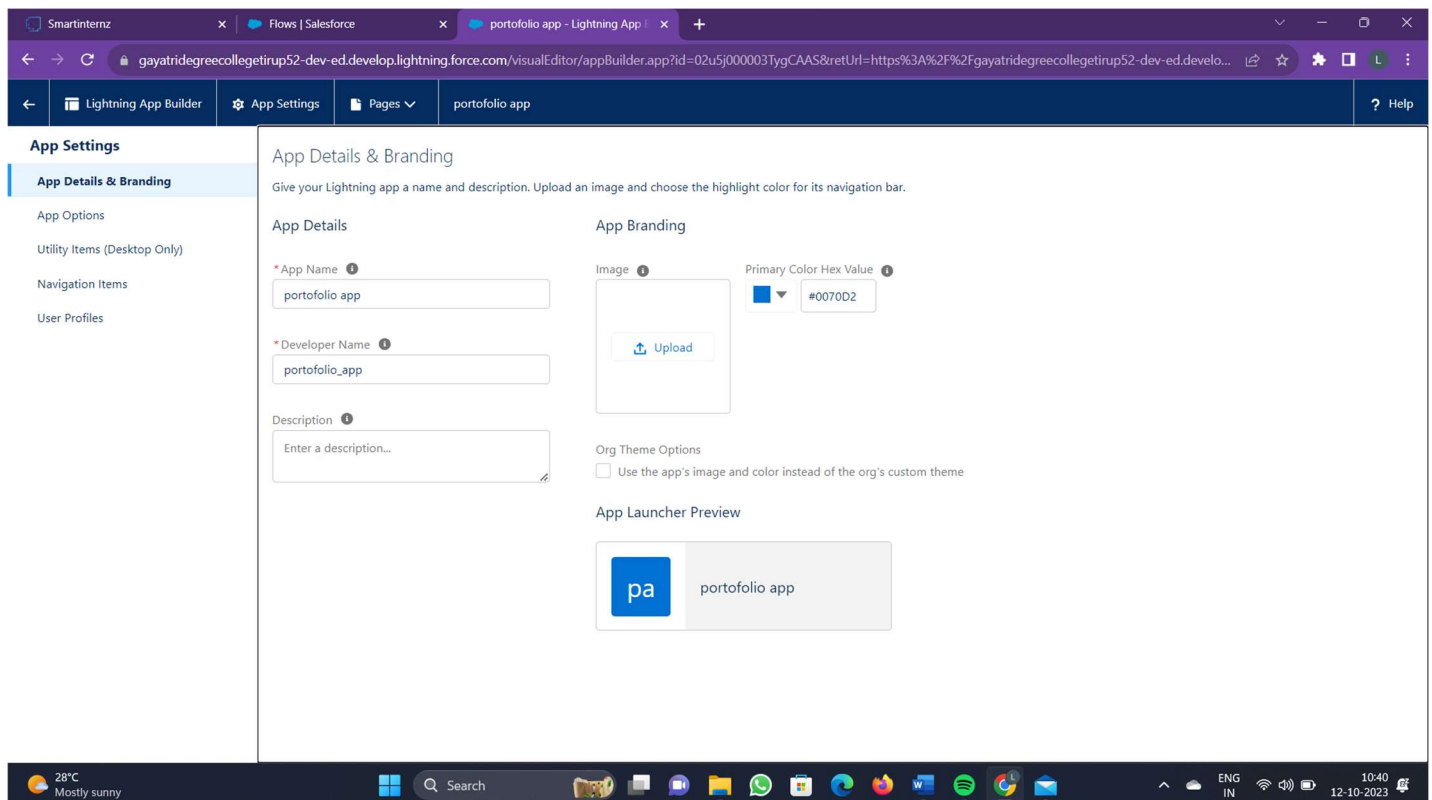 Smartinternz
Flows | Salesforce
portofolio app - Lightning App
gayatridegreecollegetirup52-dev-ed.develop.lightning.force.com/visualEditor/appBuilder.app?id=02u5j000003TygCAAS&retUrl=https%3A%2F%2Fgayatridegreecollegetirup52-dev-ed.develo...
L
Lightning App Builder
App Settings
Pages
portofolio app
? Help
App Settings
App Details & Branding
App Options
Utility Items (Desktop Only)
Navigation Items
User Profiles
App Details & Branding
Give your Lightning app a name and description. Upload an image and choose the highlight color for its navigation bar.
App Details
* App Name
portofolio app
* Developer Name
portofolio_app
Description
Enter a description...
App Branding
Image
Upload
Primary Color Hex Value
#0070D2
Org Theme Options
Use the app's image and color instead of the org's custom theme
App Launcher Preview
pa
portofolio app
28°C
Mostly sunny
Search
ENG
IN
10:40
12-10-2023